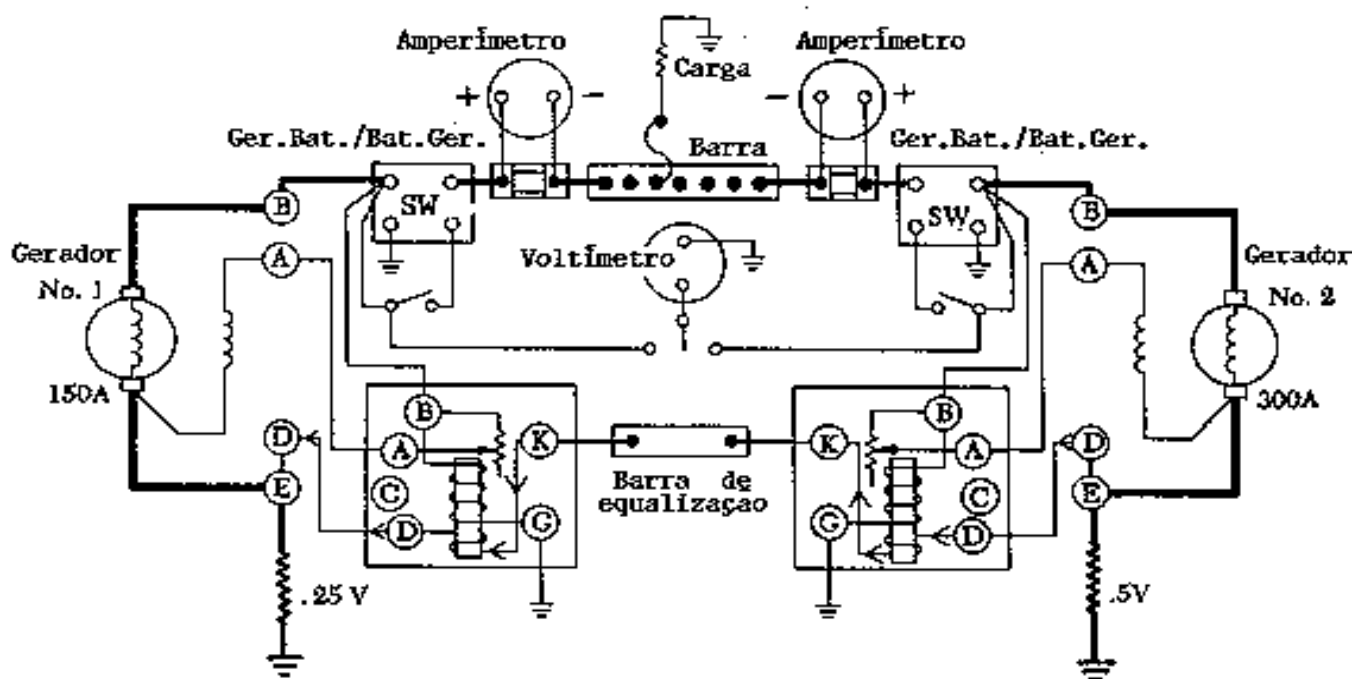 Amperímetro
Amperímetro
Carga
+ -
- +
Ger.Bat./Bat.Ger.
Barra
Ger.Bat./Bat.Ger.
SW
SW
B
B
Gerador
No. 1
A
Voltímetro
A
Gerador
No. 2
150A
300A
B
B
D
A
K
K
A
D
Barra de
equalizaçao
E
C
C
E
D
G
G
D
.25 V
.5V